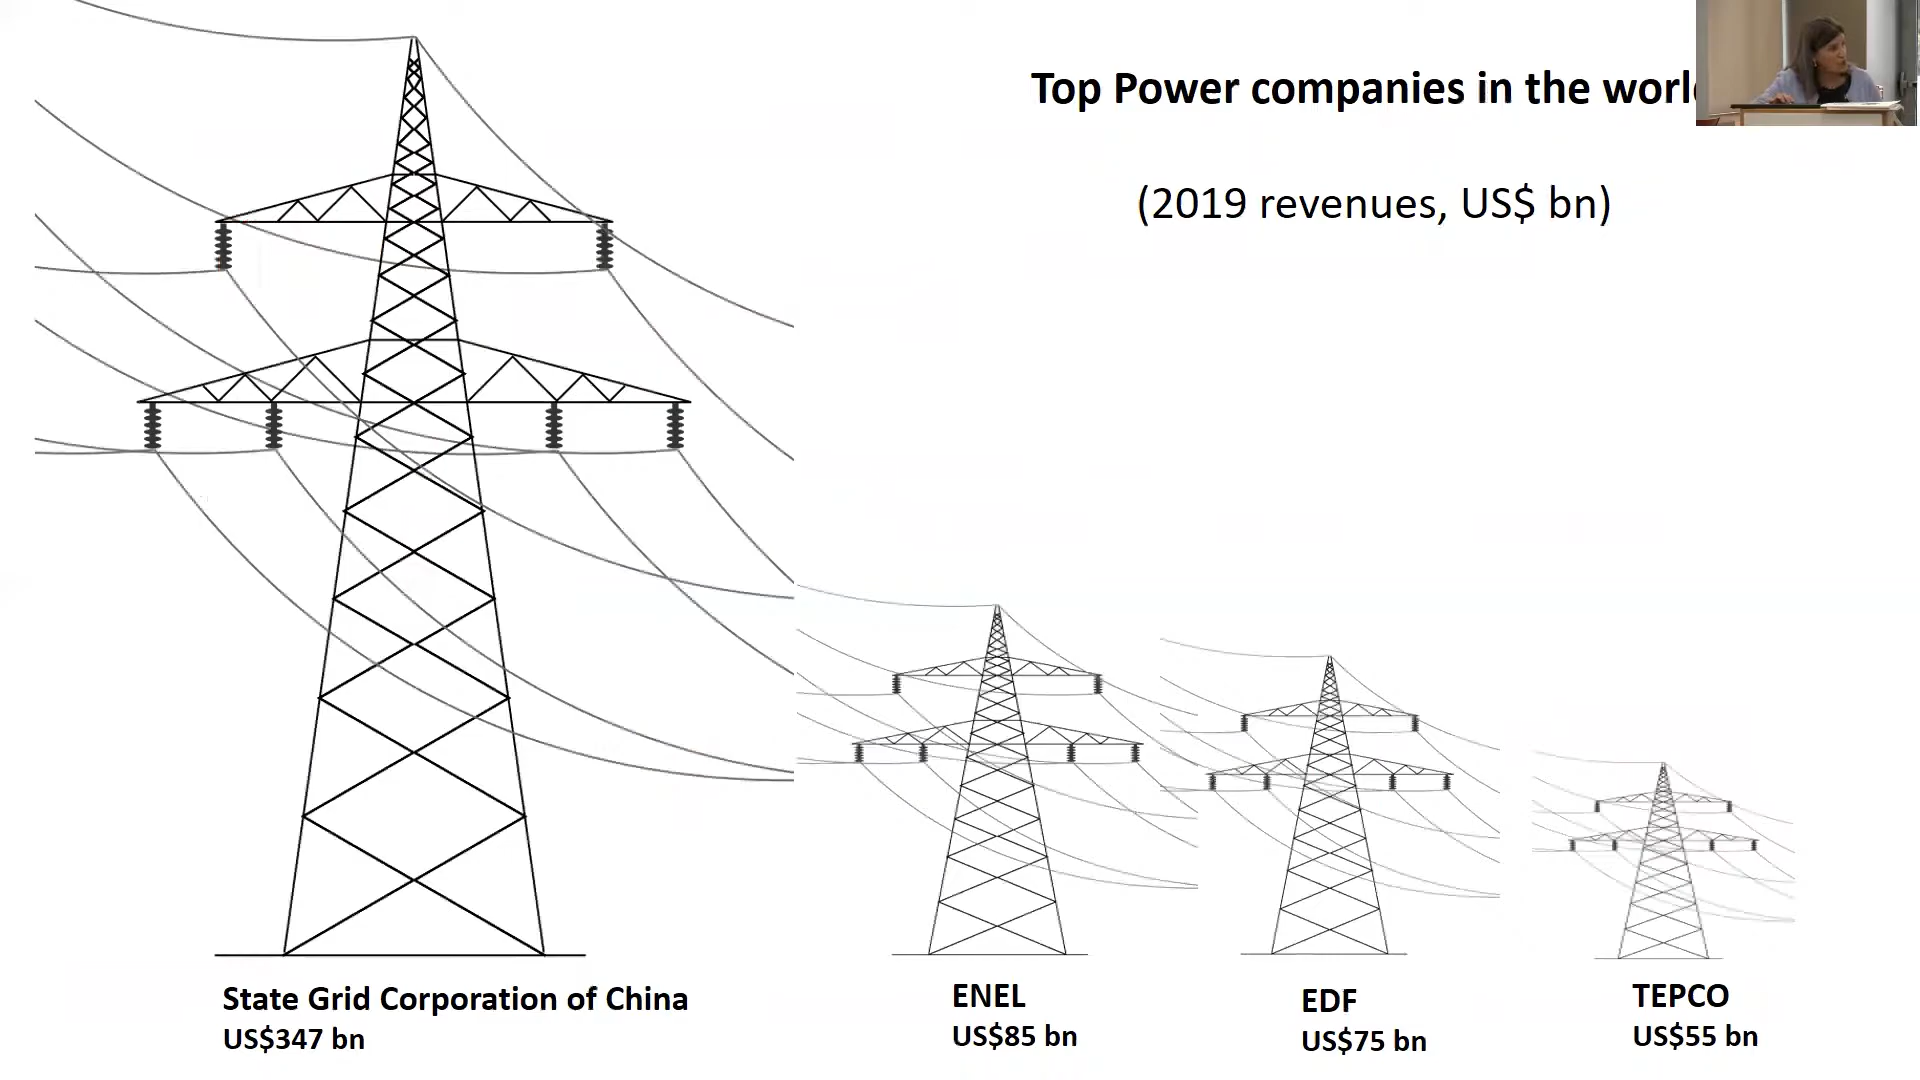 Top Power companies in the world
(2019 revenues, US$ bn)
State Grid Corporation of China
US$347 bn
ENEL
US$85 bn
EDF
US$75 bn
TEPCO
US$55 bn